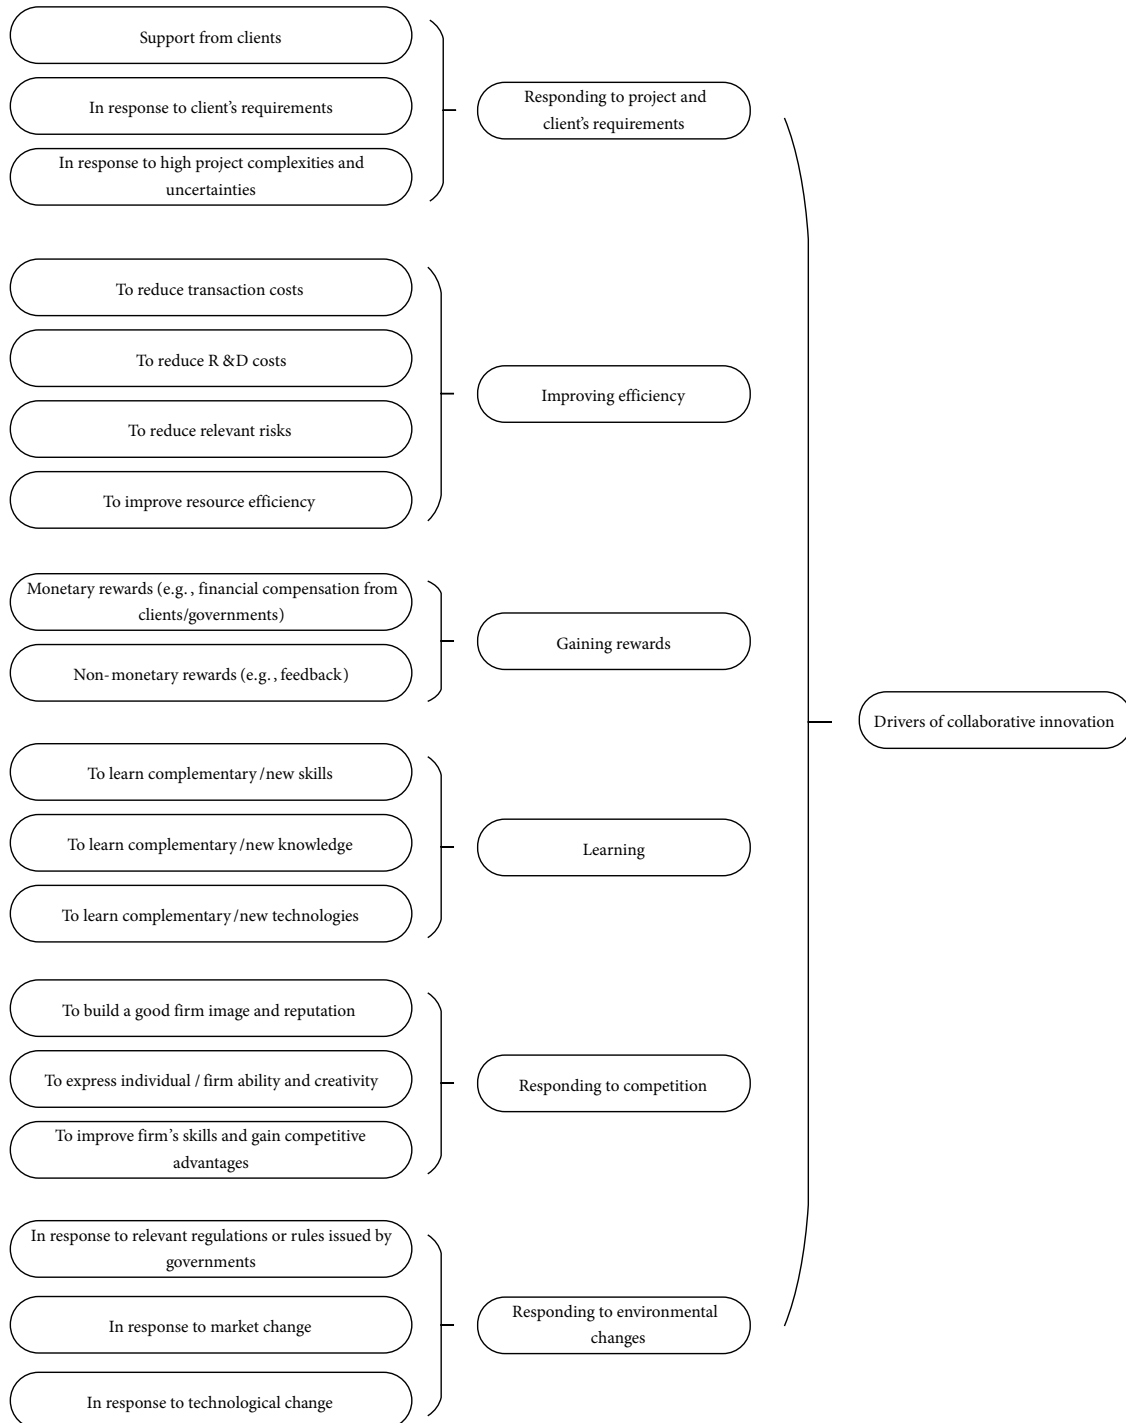 Support from clients
In response to client's requirements
In response to high project complexities and
uncertainties
Responding to project and
client's requirements
To reduce transaction costs
To reduce R &D costs
To reduce relevant risks
To improve resource efficiency
Improving efficiency
Monetary rewards (e.g., financial compensation from
clients/governments)
Non-monetary rewards (e.g., feedback)
Gaining rewards
To learn complementary/new skills
To learn complementary/new knowledge
To learn complementary/new technologies
Learning
To build a good firm image and reputation
To express individual / firm ability and creativity
To improve firm's skills and gain competitive
advantages
Responding to competition
In response to relevant regulations or rules issued by
governments
In response to market change
In response to technological change
Responding to environmental
changes
Drivers of collaborative innovation